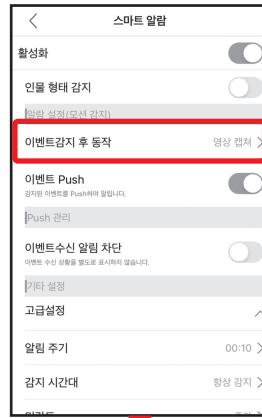 스마트 알람
활성화
인물 형태 감지
알람 설정(모션 감지)
이벤트감지 후 동작 영상 캡쳐
이벤트 Push
감지된 이벤트를 Push하여 알립니다.
Push 관리
이벤트수신 알림 차단
이벤트 수신 상황을 별도로 표시하지 않습니다.
기타 설정
고급설정
알림 주기 00:10
감지 시간대 항상 감지